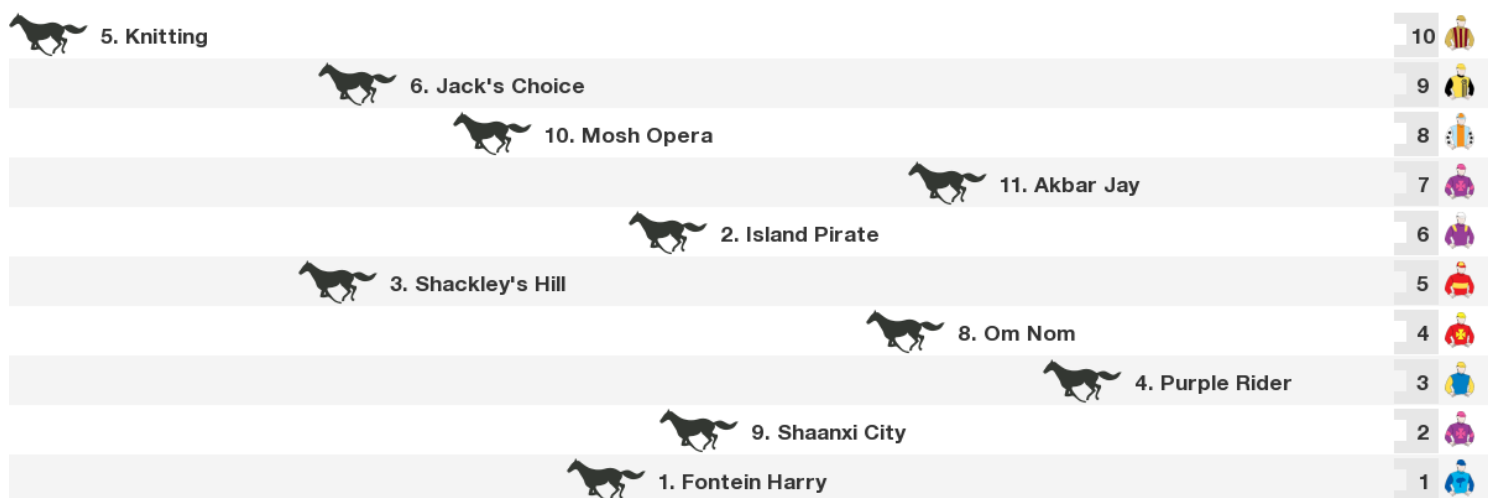 5. Knitting 10
6. Jack's Choice 9
10. Mosh Opera 8
11. Akbar Jay 7
2. Island Pirate 6
3. Shackley's Hill 5
8. Om Nom 4
4. Purple Rider 3
9. Shaanxi City 2
1. Fontein Harry 1